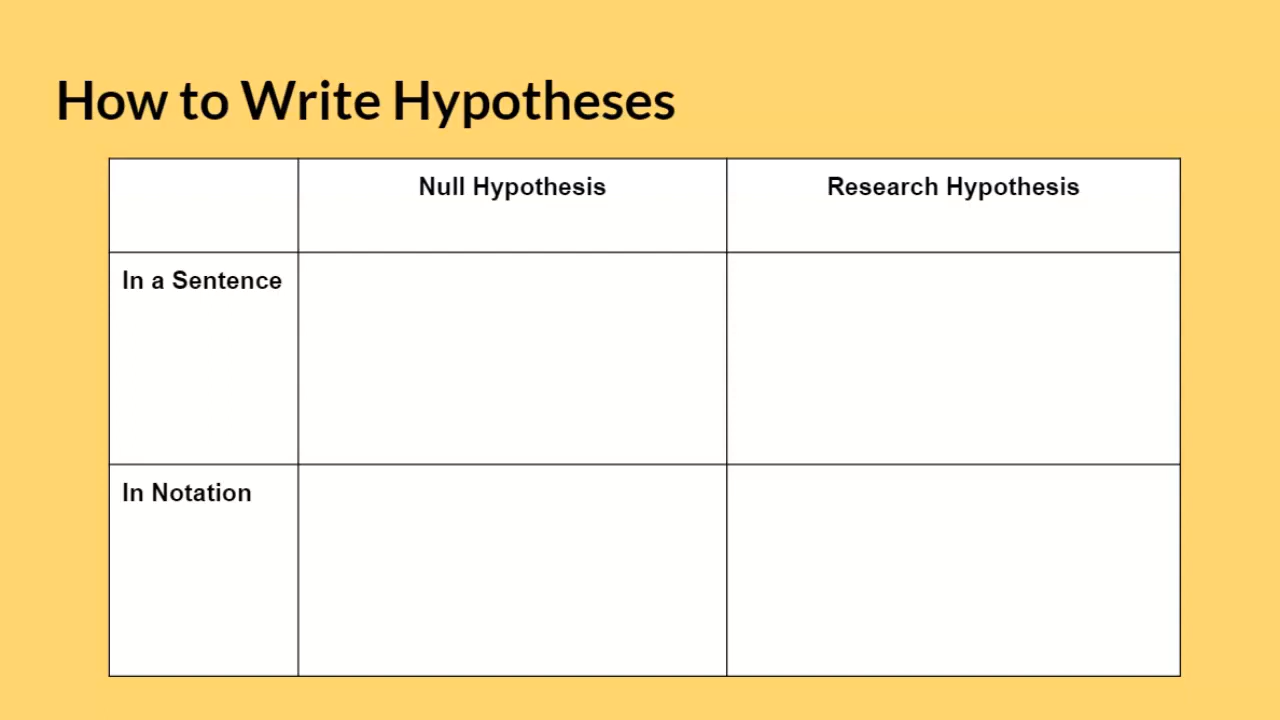 How to Write Hypotheses
Null Hypothesis
Research Hypothesis
In a Sentence
In Notation